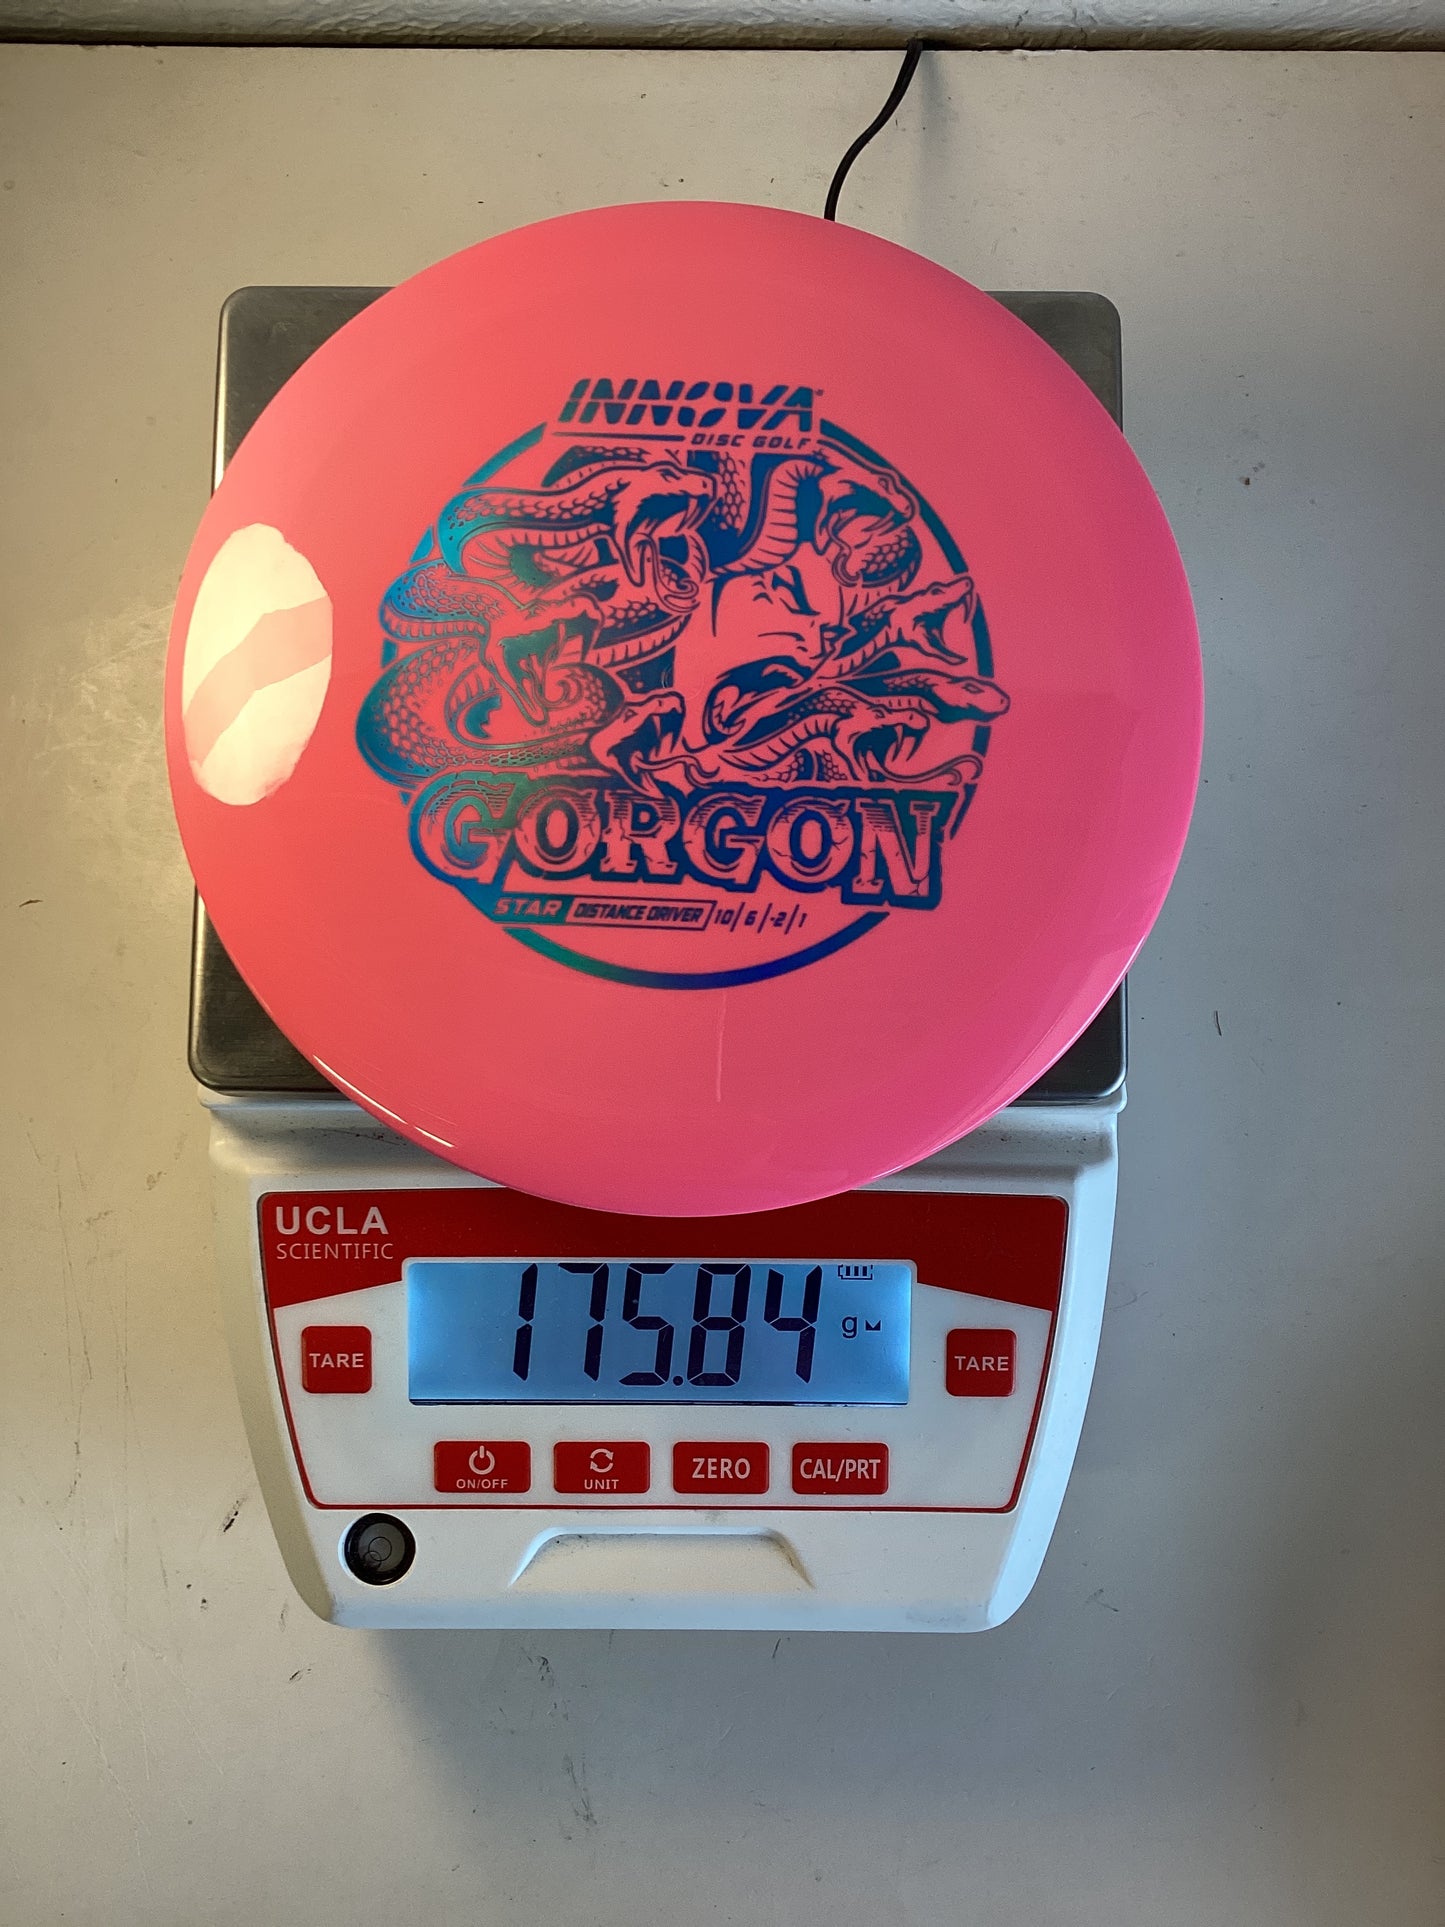 INNOVA
DISC GOLF
GORGON
STAR DISTANCE DRIVER 10/6/-2/1
UCLA
SCIENTIFIC
175.84 g
TARE
TARE
ON/OFF
UNIT
ZERO
CAL/PRT